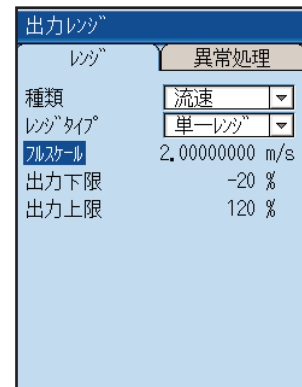 出力ﾚﾝｼﾞ
ﾚﾝｼﾞ 異常処理
種類 流速
ﾚﾝｼﾞﾀｲﾌﾟ 単一ﾚﾝｼﾞ
ﾌﾙｽｹｰﾙ 2.00000000 m/s
出力下限 -20 %
出力上限 120 %